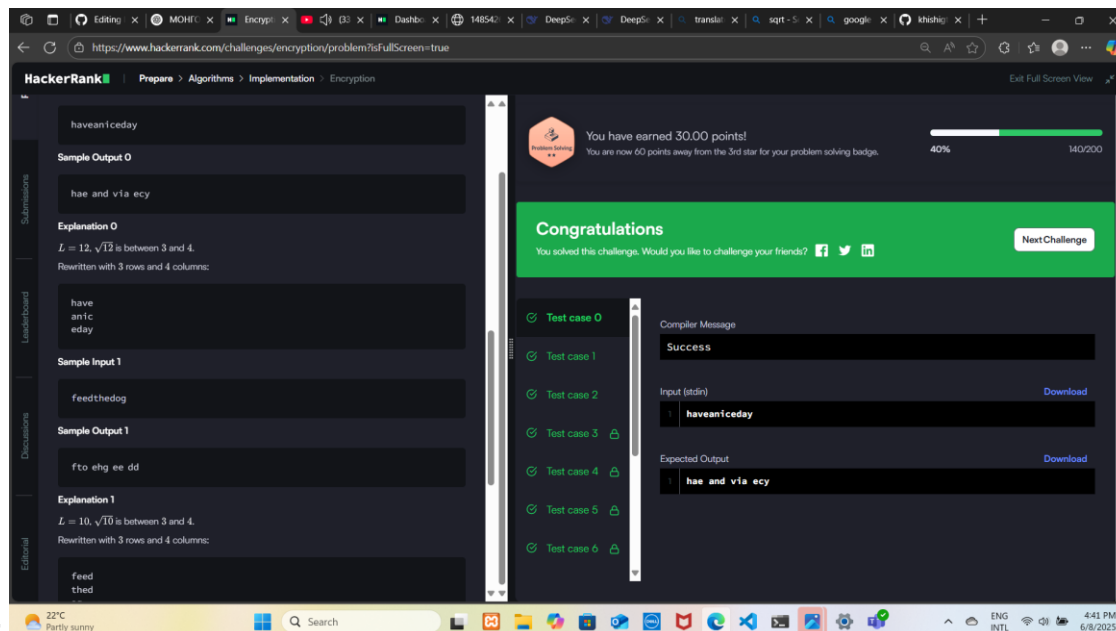 Editing
МОНГО
Encrypt
(33
Dashbo
148542
DeepSe
DeepSe
translat
sqrt - S
google
khishig
https://www.hackerrank.com/challenges/encryption/problem?isFullScreen=true
HackerRank
Prepare > Algorithms > Implementation > Encryption
Exit Full Screen View
Submissions
Leaderboard
Discussions
Editorial
haveaniceday
Sample Output 0
hae and via ecy
Explanation 0
L = 12, √12 is between 3 and 4.
Rewritten with 3 rows and 4 columns:
have
anic
eday
Sample Input 1
feedthedog
Sample Output 1
fto ehg ee dd
Explanation 1
L = 10, √10 is between 3 and 4.
Rewritten with 3 rows and 4 columns:
feed
thed
Problem Solving
You have earned 30.00 points!
You are now 60 points away from the 3rd star for your problem solving badge.
40%
140/200
Congratulations
You solved this challenge. Would you like to challenge your friends?
Next Challenge
Test case 0
Test case 1
Test case 2
Test case 3
Test case 4
Test case 5
Test case 6
Compiler Message
Success
Input (stdin)
Download
1 haveaniceday
Expected Output
Download
1 hae and via ecy
22°C
Partly sunny
Search
ENG
INTL
4:41 PM
6/8/2025